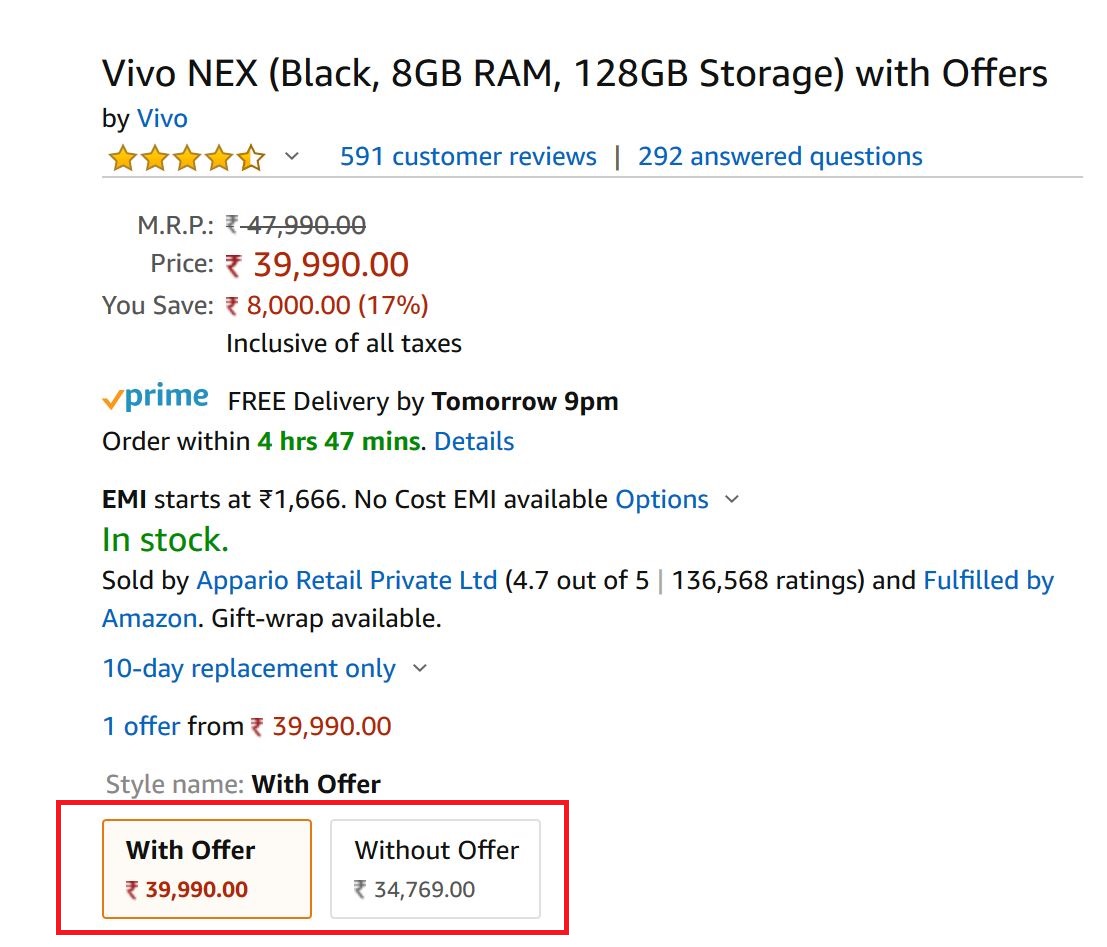 Vivo NEX (Black, 8GB RAM, 128GB Storage) with Offers
by Vivo
591 customer reviews | 292 answered questions
M.R.P.: ₹ 47,990.00
Price: ₹ 39,990.00
You Save: ₹ 8,000.00 (17%)
Inclusive of all taxes
prime FREE Delivery by Tomorrow 9pm
Order within 4 hrs 47 mins. Details
EMI starts at ₹1,666. No Cost EMI available Options
In stock.
Sold by Appario Retail Private Ltd (4.7 out of 5 | 136,568 ratings) and Fulfilled by
Amazon. Gift-wrap available.
10-day replacement only
1 offer from ₹ 39,990.00
Style name: With Offer
With Offer Without Offer
₹ 39,990.00 ₹ 34,769.00